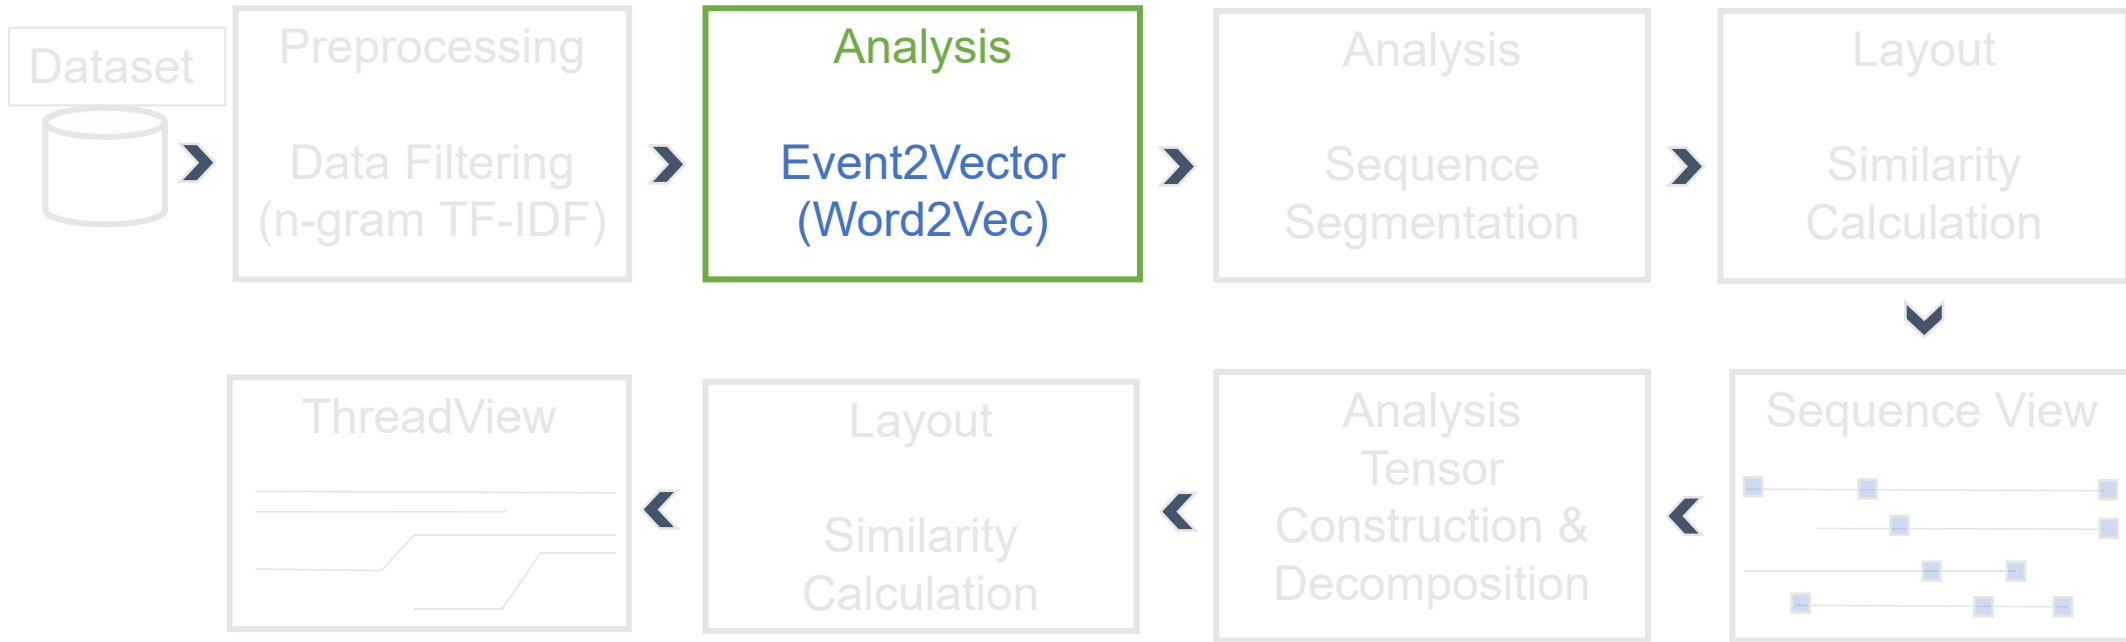 Dataset
Preprocessing
Data Filtering
(n-gram TF-IDF)
Analysis
Event2Vector
(Word2Vec)
Analysis
Sequence
Segmentation
Layout
Similarity
Calculation
ThreadView
Layout
Similarity
Calculation
Analysis
Tensor
Construction &
Decomposition
Sequence View